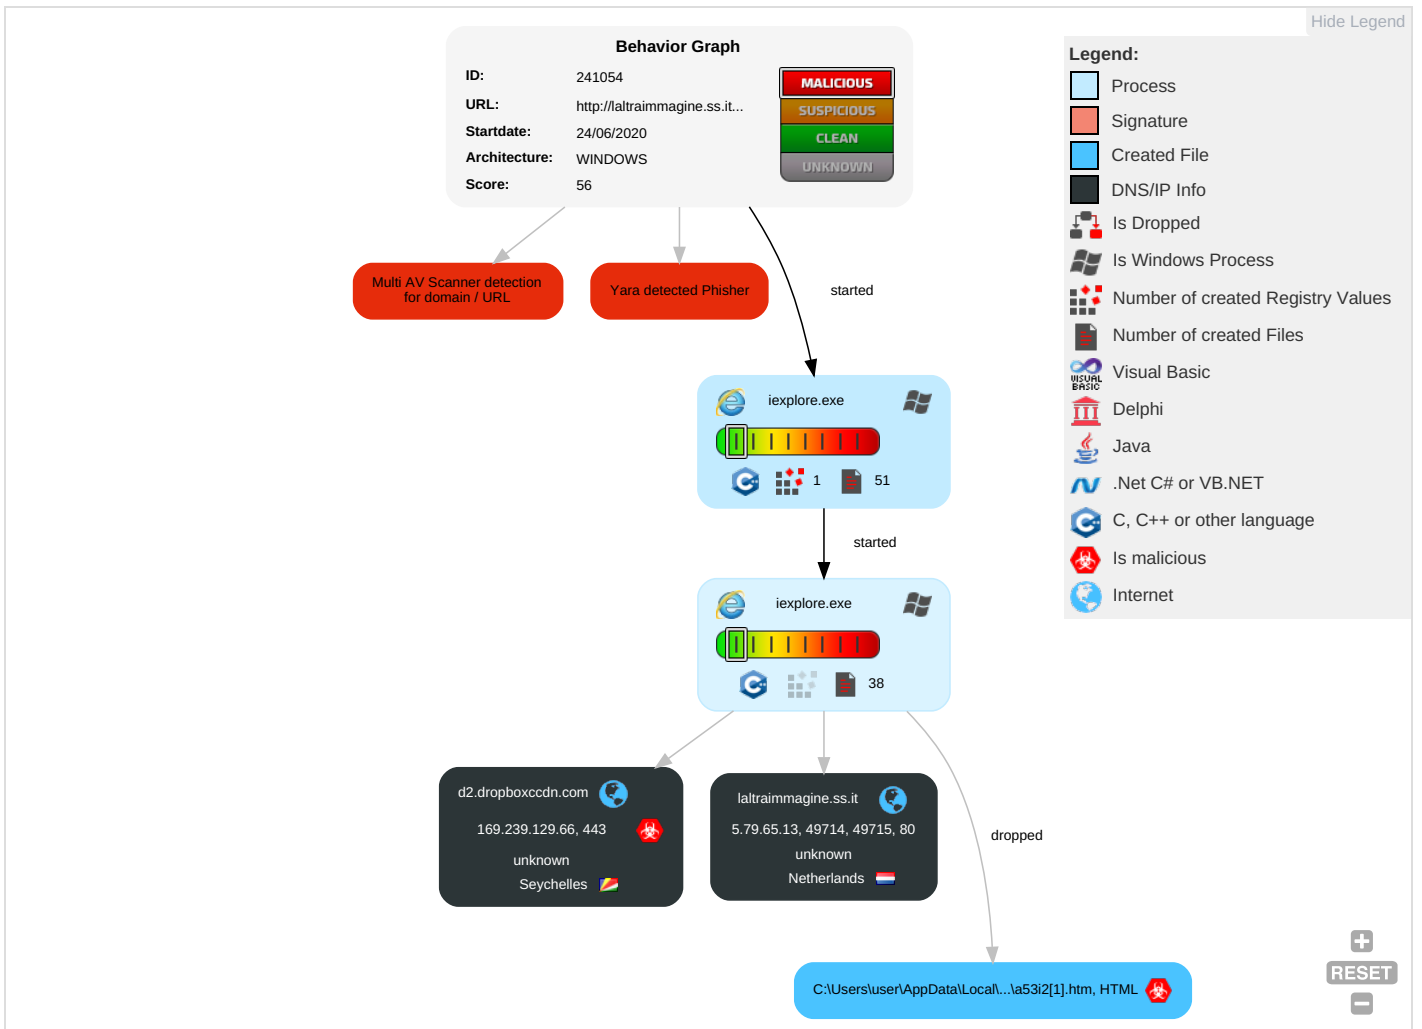 Hide Legend
Behavior Graph
ID: 241054
URL: http://laltraimmagine.ss.it...
Startdate: 24/06/2020
Architecture: WINDOWS
Score: 56
MALICIOUS
SUSPICIOUS
CLEAN
UNKNOWN
Legend:
Process
Signature
Created File
DNS/IP Info
Is Dropped
Is Windows Process
Number of created Registry Values
Number of created Files
VISUAL
BASIC
Visual Basic
Delphi
Java
.Net C# or VB.NET
C, C++ or other language
Is malicious
Internet
Multi AV Scanner detection
for domain / URL
Yara detected Phisher
started
iexplore.exe
1
51
started
iexplore.exe
38
d2.dropboxccdn.com
169.239.129.66, 443
unknown
Seychelles
laltraimmagine.ss.it
5.79.65.13, 49714, 49715, 80
unknown
Netherlands
dropped
C:\Users\user\AppData\Local\...\a53i2[1].htm, HTML
RESET